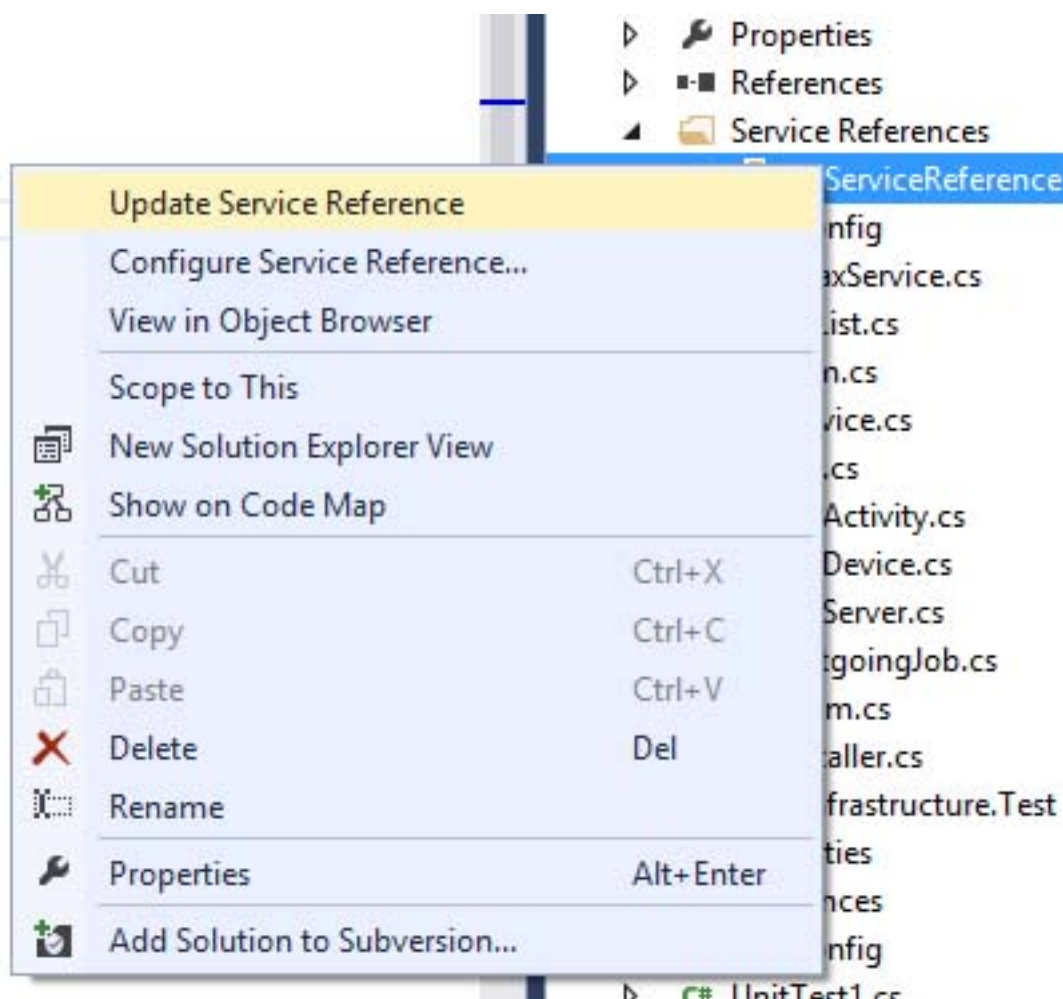 Properties
References
Service References
ServiceReference
Update Service Reference
Configure Service Reference...
View in Object Browser
Scope to This
New Solution Explorer View
Show on Code Map
Cut Ctrl+X
Copy Ctrl+C
Paste Ctrl+V
Delete Del
Rename
Properties Alt+Enter
Add Solution to Subversion...
nfig
axService.cs
ist.cs
m.cs
vice.cs
.cs
Activity.cs
Device.cs
Server.cs
tgoingJob.cs
m.cs
aller.cs
frastructure.Test
ties
nces
nfig
C# UnitTest1.cs